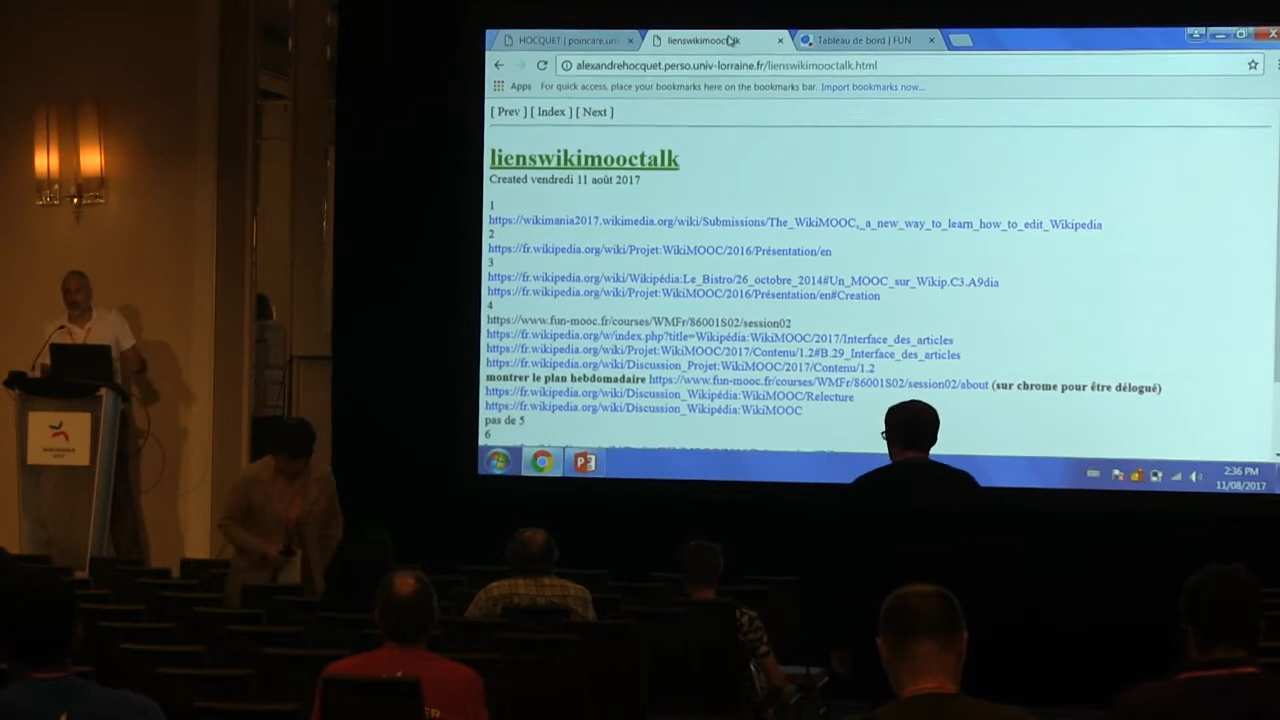 HOCQUET | poincare.uni
lienswikimooctalk
Tableau de bord | FUN
alexandrehocquet.perso.univ-lorraine.fr/lienswikimooctalk.html
Apps For quick access, place your bookmarks here on the bookmarks bar. Import bookmarks now...
[ Prev ] [ Index ] [ Next ]
lienswikimooctalk
Created vendredi 11 août 2017
1
https://wikimania2017.wikimedia.org/wiki/Submissions/The_WikiMOOC,_a_new_way_to_learn_how_to_edit_Wikipedia
2
https://fr.wikipedia.org/wiki/Projet:WikiMOOC/2016/Présentation/en
3
https://fr.wikipedia.org/wiki/Wikipédia:Le_Bistro/26_octobre_2014#Un_MOOC_sur_Wikip.C3.A9dia
https://fr.wikipedia.org/wiki/Projet:WikiMOOC/2016/Présentation/en#Creation
4
https://www.fun-mooc.fr/courses/WMFr/86001S02/session02
https://fr.wikipedia.org/w/index.php?title=Wikipédia:WikiMOOC/2017/Interface_des_articles
https://fr.wikipedia.org/wiki/Projet:WikiMOOC/2017/Contenu/1.2#B.29_Interface_des_articles
https://fr.wikipedia.org/wiki/Discussion_Projet:WikiMOOC/2017/Contenu/1.2
montrer le plan hebdomadaire https://www.fun-mooc.fr/courses/WMFr/86001S02/session02/about (sur chrome pour être délogué)
https://fr.wikipedia.org/wiki/Discussion_Wikipédia:WikiMOOC/Relecture
https://fr.wikipedia.org/wiki/Discussion_Wikipédia:WikiMOOC
pas de 5
6
2:36 PM
11/08/2017
WIKIMANIA
2017